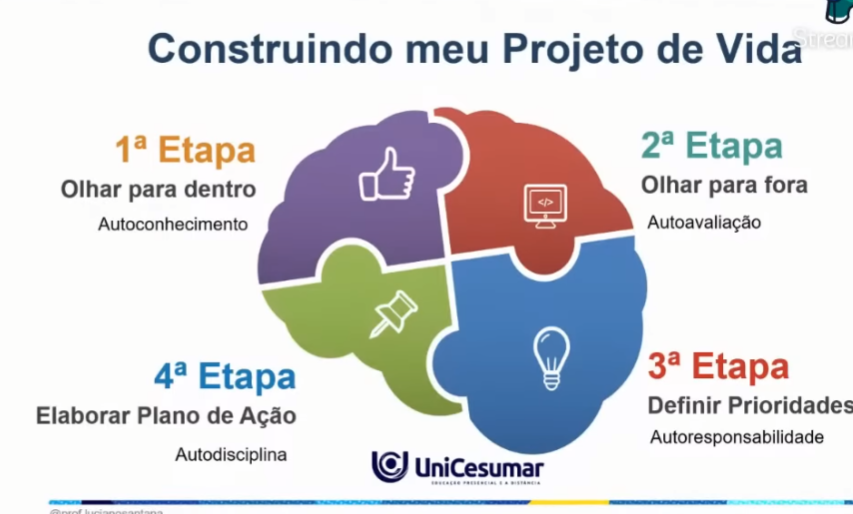 Construindo meu Projeto de Vida
1ª Etapa
Olhar para dentro
Autoconhecimento
2ª Etapa
Olhar para fora
Autoavaliação
</>
4ª Etapa
Elaborar Plano de Ação
Autodisciplina
3ª Etapa
Definir Prioridades
Autoresponsabilidade
UniCesumar
EDUCAÇÃO PRESENCIAL E A DISTÂNCIA
@prof.lucianosantana